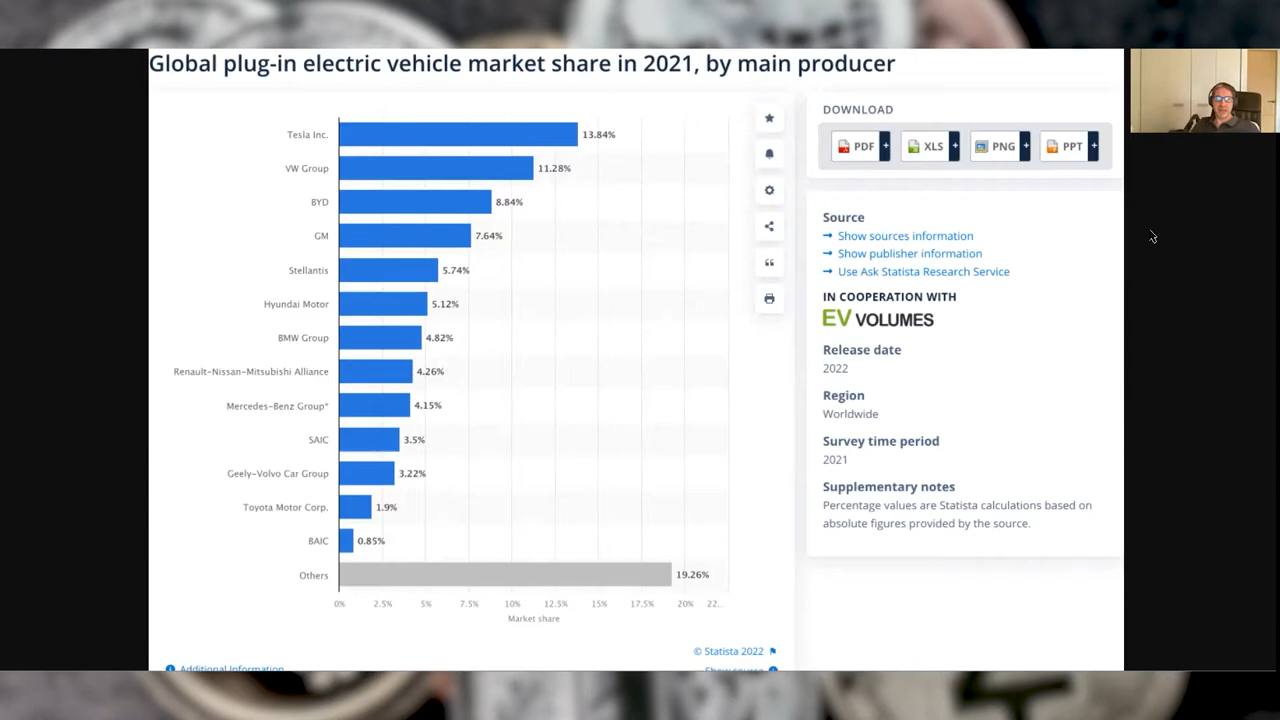 Global plug-in electric vehicle market share in 2021, by main producer
Tesla Inc. 13.84%
VW Group 11.28%
BYD 8.84%
GM 7.64%
Stellantis 5.74%
Hyundai Motor 5.12%
BMW Group 4.82%
Renault-Nissan-Mitsubishi Alliance 4.26%
Mercedes-Benz Group* 4.15%
SAIC 3.5%
Geely-Volvo Car Group 3.22%
Toyota Motor Corp. 1.9%
BAIC 0.85%
Others 19.26%
0% 2.5% 5% 7.5% 10% 12.5% 15% 17.5% 20% 22...
Market share
© Statista 2022
Additional Information
Show source
DOWNLOAD
PDF + XLS + PNG + PPT +
Source
→ Show sources information
→ Show publisher information
→ Use Ask Statista Research Service
IN COOPERATION WITH
EV VOLUMES
Release date
2022
Region
Worldwide
Survey time period
2021
Supplementary notes
Percentage values are Statista calculations based on
absolute figures provided by the source.